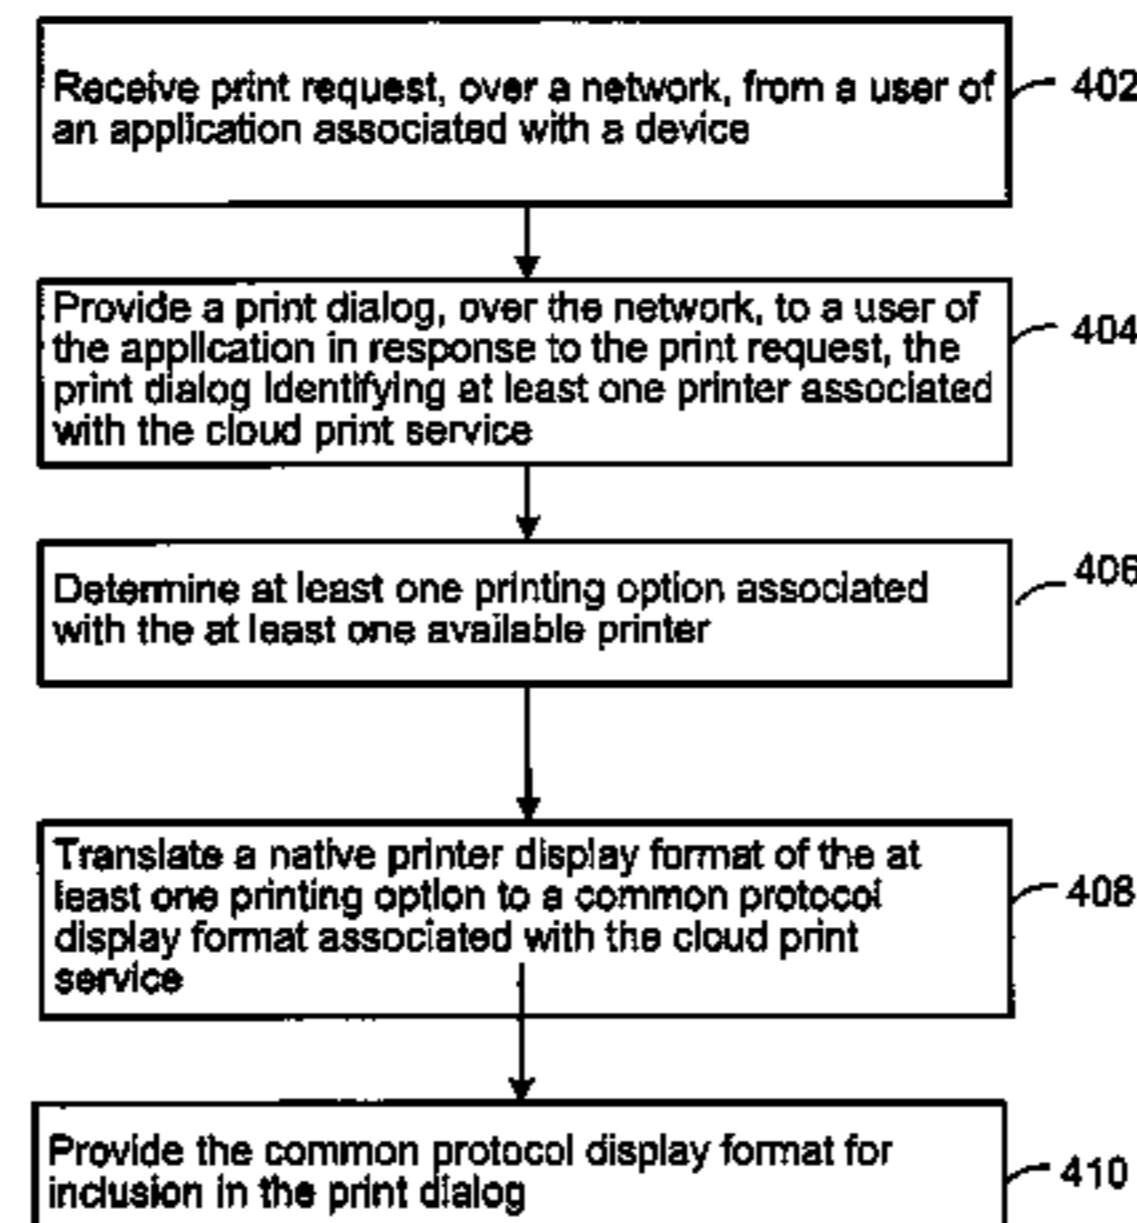 Receive print request, over a network, from a user of
an application associated with a device
402
Provide a print dialog, over the network, to a user of
the application in response to the print request, the
print dialog identifying at least one printer associated
with the cloud print service
404
Determine at least one printing option associated
with the at least one available printer
406
Translate a native printer display format of the at
least one printing option to a common protocol
display format associated with the cloud print
service
408
Provide the common protocol display format for
inclusion in the print dialog
410